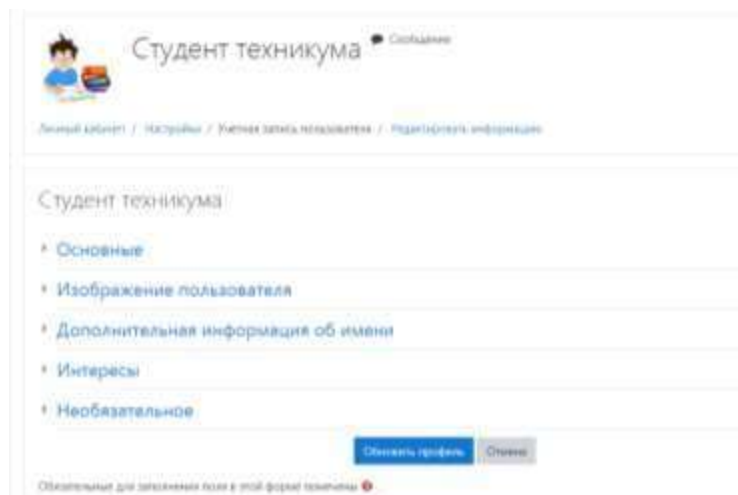 Студент техникума Сообщение
Личный кабинет / Настройки / Учетная запись пользователя / Редактировать информацию
Студент техникума
Основные
Изображение пользователя
Дополнительная информация об имени
Интересы
Необязательное
Обновить профиль Отмена
Обязательные для заполнения поля в этой форме помечены